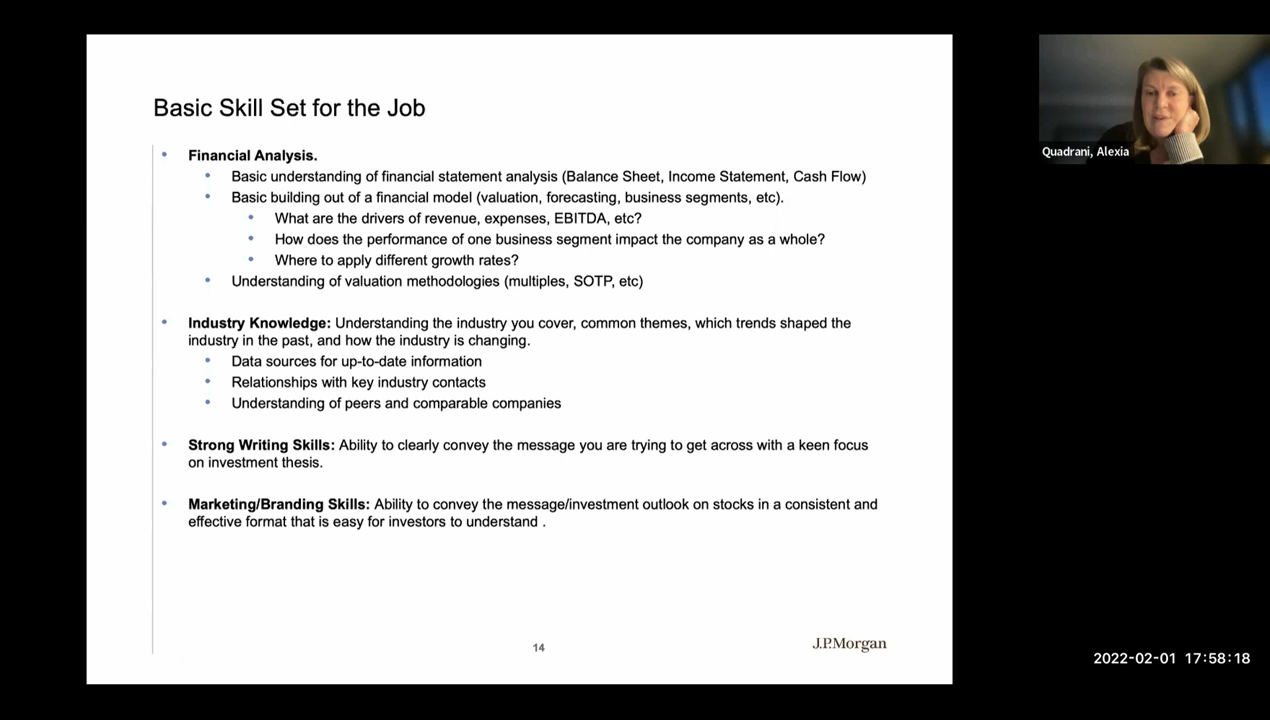 Basic Skill Set for the Job
• Financial Analysis.
• Basic understanding of financial statement analysis (Balance Sheet, Income Statement, Cash Flow)
• Basic building out of a financial model (valuation, forecasting, business segments, etc).
• What are the drivers of revenue, expenses, EBITDA, etc?
• How does the performance of one business segment impact the company as a whole?
• Where to apply different growth rates?
• Understanding of valuation methodologies (multiples, SOTP, etc)
• Industry Knowledge: Understanding the industry you cover, common themes, which trends shaped the
industry in the past, and how the industry is changing.
• Data sources for up-to-date information
• Relationships with key industry contacts
• Understanding of peers and comparable companies
• Strong Writing Skills: Ability to clearly convey the message you are trying to get across with a keen focus
on investment thesis.
• Marketing/Branding Skills: Ability to convey the message/investment outlook on stocks in a consistent and
effective format that is easy for investors to understand .
14
J.P.Morgan
Quadrani, Alexia
2022-02-01 17:58:18